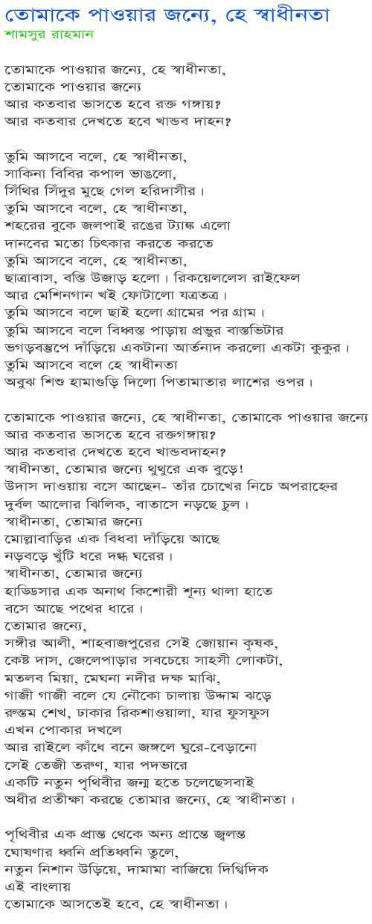 তোমাকে পাওয়ার জন্যে, হে স্বাধীনতা
শামসুর রাহমান
তোমাকে পাওয়ার জন্যে, হে স্বাধীনতা,
তোমাকে পাওয়ার জন্যে
আর কতবার ভাসতে হবে রক্ত গঙ্গায়?
আর কতবার দেখতে হবে খান্ডব দাহন?
তুমি আসবে বলে, হে স্বাধীনতা,
সাকিনা বিবির কপাল ভাঙলো,
সিঁথির সিঁদুর মুছে গেল হরিদাসীর।
তুমি আসবে বলে, হে স্বাধীনতা,
শহরের বুকে জলপাই রঙের ট্যাঙ্ক এলো
দানবের মতো চিৎকার করতে করতে
তুমি আসবে বলে, হে স্বাধীনতা,
ছাত্রাবাস, বস্তি উজাড় হলো। রিকয়েললেস রাইফেল
আর মেশিনগান খই ফোটালো যত্রতত্র।
তুমি আসবে বলে ছাই হলো গ্রামের পর গ্রাম।
তুমি আসবে বলে বিধ্বস্ত পাড়ায় প্রভুর বাস্তভিটার
ভগড়বস্তূপে দাঁড়িয়ে একটানা আর্তনাদ করলো একটা কুকুর।
তুমি আসবে বলে হে স্বাধীনতা
অবুঝ শিশু হামাগুড়ি দিলো পিতামাতার লাশের ওপর।
তোমাকে পাওয়ার জন্যে, হে স্বাধীনতা, তোমাকে পাওয়ার জন্যে
আর কতবার ভাসতে হবে রক্তগঙ্গায়?
আর কতবার দেখতে হবে খান্ডবদাহন?
স্বাধীনতা, তোমার জন্যে থুথুরে এক বুড়ো!
উদাস দাওয়ায় বসে আছেন- তাঁর চোখের নিচে অপরাহ্নের
দুর্বল আলোর ঝিলিক, বাতাসে নড়ছে চুল।
স্বাধীনতা, তোমার জন্যে
মোল্লাবাড়ির এক বিধবা দাঁড়িয়ে আছে
নড়বড়ে খুঁটি ধরে দগ্ধ ঘরের।
স্বাধীনতা, তোমার জন্যে
হাড্ডিসার এক অনাথ কিশোরী শূন্য থালা হাতে
বসে আছে পথের ধারে।
তোমার জন্যে,
সঙ্গীর আলী, শাহবাজপুরের সেই জোয়ান কৃষক,
কেষ্ট দাস, জেলেপাড়ার সবচেয়ে সাহসী লোকটা,
মতলব মিয়া, মেঘনা নদীর দক্ষ মাঝি,
গাজী গাজী বলে যে নৌকো চালায় উদ্দাম ঝড়ে
রুস্তম শেখ, ঢাকার রিকশাওয়ালা, যার ফুসফুস
এখন পোকার দখলে
আর রাইলে কাঁধে বনে জঙ্গলে ঘুরে-বেড়ানো
সেই তেজী তরুণ, যার পদভারে
একটি নতুন পৃথিবীর জন্ম হতে চলেছেসবাই
অধীর প্রতীক্ষা করছে তোমার জন্যে, হে স্বাধীনতা।
পৃথিবীর এক প্রান্ত থেকে অন্য প্রান্তে জ্বলন্ত
ঘোষণার ধ্বনি প্রতিধ্বনি তুলে,
নতুন নিশান উড়িয়ে, দামামা বাজিয়ে দিগ্বিদিক
এই বাংলায়
তোমাকে আসতেই হবে, হে স্বাধীনতা।